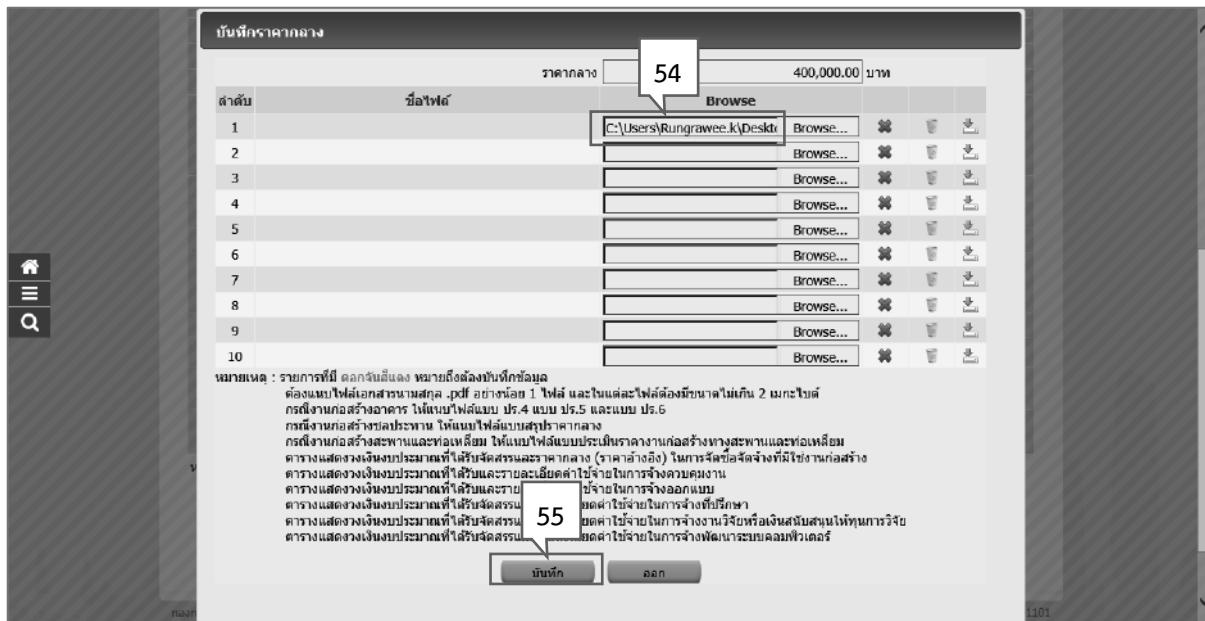 บันทึกราคากลาง
54
ราคากลาง 400,000.00 บาท
ลำดับ ชื่อไฟล์ Browse
1 C:\Users\Rungrawee.k\Deskt Browse...
2 Browse...
3 Browse...
4 Browse...
5 Browse...
6 Browse...
7 Browse...
8 Browse...
9 Browse...
10 Browse...
หมายเหตุ : รายการที่มี ดอกจันสีแดง หมายถึงต้องบันทึกข้อมูล
ต้องแนบไฟล์เอกสารนามสกุล .pdf อย่างน้อย 1 ไฟล์ และในแต่ละไฟล์ต้องมีขนาดไม่เกิน 2 เมกะไบต์
กรณีงานก่อสร้างอาคาร ให้แนบไฟล์แบบ ปร.4 แบบ ปร.5 และแบบ ปร.6
กรณีงานก่อสร้างชลประทาน ให้แนบไฟล์แบบสรุปราคากลาง
กรณีงานก่อสร้างสะพานและท่อเหลี่ยม ให้แนบไฟล์แบบประเมินราคางานก่อสร้างทางสะพานและท่อเหลี่ยม
ตารางแสดงวงเงินงบประมาณที่ได้รับจัดสรรและราคากลาง (ราคาอ้างอิง) ในการจัดซื้อจัดจ้างที่มิใช่งานก่อสร้าง
ตารางแสดงวงเงินงบประมาณที่ได้รับและรายละเอียดค่าใช้จ่ายในการจ้างควบคุมงาน
ตารางแสดงวงเงินงบประมาณที่ได้รับและราย ใช้จ่ายในการจ้างออกแบบ
ตารางแสดงวงเงินงบประมาณที่ได้รับจัดสรร ยดค่าใช้จ่ายในการจ้างที่ปรึกษา
ตารางแสดงวงเงินงบประมาณที่ได้รับจัดสรร ยดค่าใช้จ่ายในการจ้างงานวิจัยหรือเงินสนับสนุนให้ทุนการวิจัย
ตารางแสดงวงเงินงบประมาณที่ได้รับจัดสรร ค่าใช้จ่ายในการจ้างพัฒนาระบบคอมพิวเตอร์
55
บันทึก ออก
1101